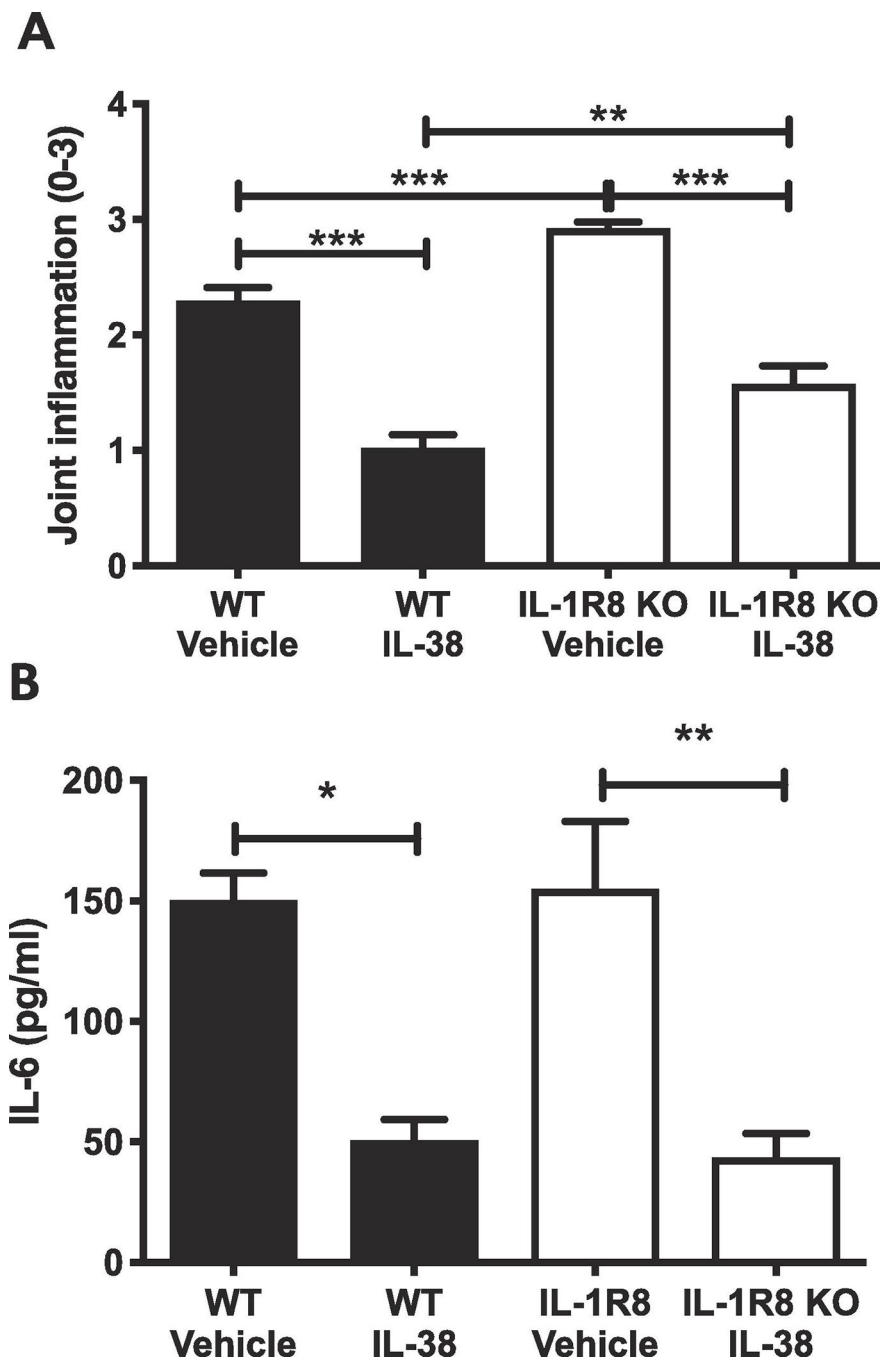 A
Joint inflammation (0-3)
4
3
2
1
0
**
***
***
***
WT
Vehicle
WT
IL-38
IL-1R8 KO
Vehicle
IL-1R8 KO
IL-38
B
IL-6 (pg/ml)
200
150
100
50
0
*
**
WT
Vehicle
WT
IL-38
IL-1R8
Vehicle
IL-1R8 KO
IL-38